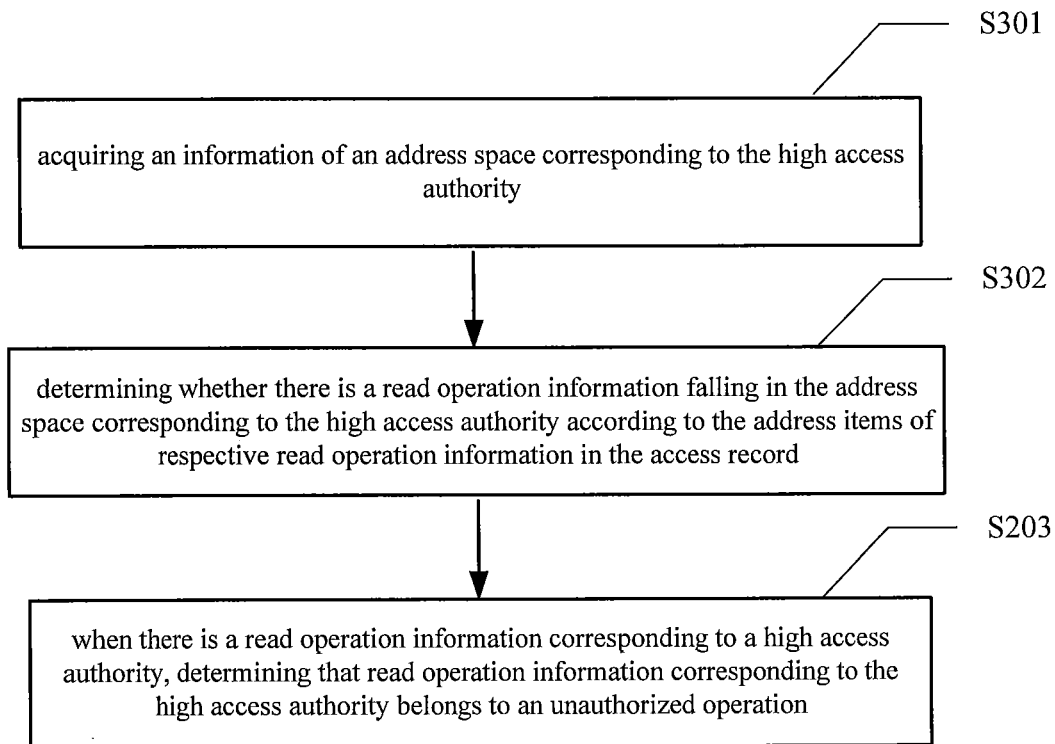 S301
acquiring an information of an address space corresponding to the high access
authority
S302
determining whether there is a read operation information falling in the address
space corresponding to the high access authority according to the address items of
respective read operation information in the access record
S203
when there is a read operation information corresponding to a high access
authority, determining that read operation information corresponding to the
high access authority belongs to an unauthorized operation